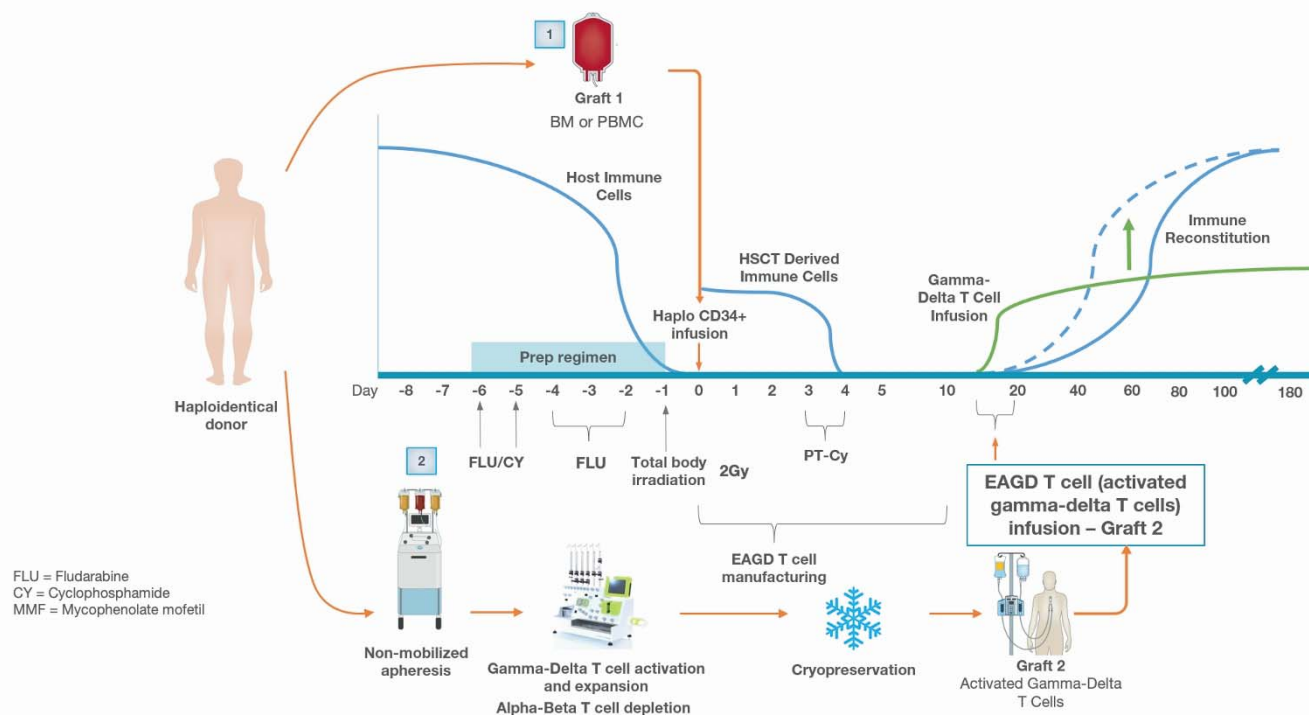 1
Graft 1
BM or PBMC
Host Immune
Cells
HSCT Derived
Immune Cells
Immune
Reconstitution
Gamma-
Delta T Cell
Infusion
Haplo CD34+
infusion
Prep regimen
Haploidentical
donor
Day -8 -7 -6 -5 -4 -3 -2 -1 0 1 2 3 4 5 10 20 40 60 80 100 180
FLU/CY
FLU
Total body
irradiation
2Gy
PT-Cy
2
EAGD T cell (activated
gamma-delta T cells)
infusion – Graft 2
EAGD T cell
manufacturing
FLU = Fludarabine
CY = Cyclophosphamide
MMF = Mycophenolate mofetil
Non-mobilized
apheresis
Gamma-Delta T cell activation
and expansion
Alpha-Beta T cell depletion
Cryopreservation
Graft 2
Activated Gamma-Delta
T Cells